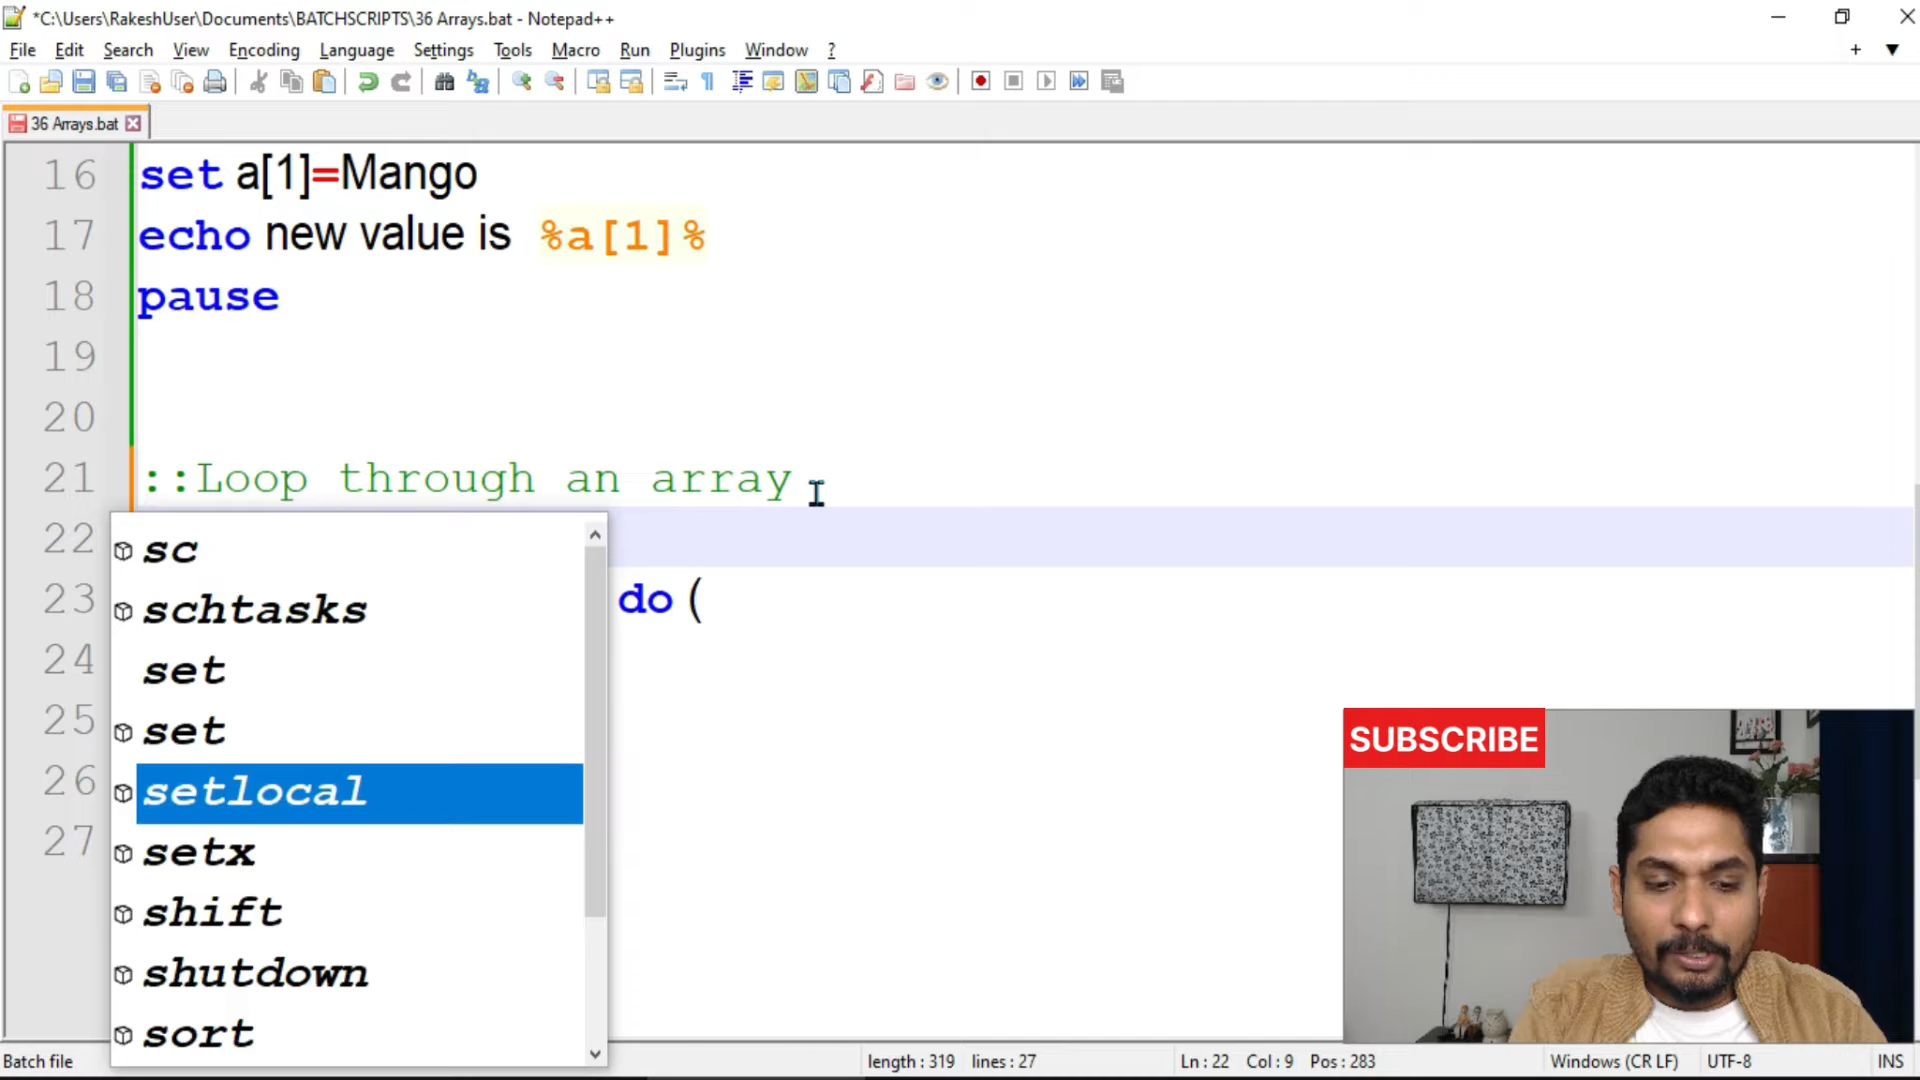 *C:\Users\RakeshUser\Documents\BATCHSCRIPTS\36 Arrays.bat - Notepad++
File Edit Search View Encoding Language Settings Tools Macro Run Plugins Window ?
36 Arrays.bat
16 set a[1]=Mango
17 echo new value is %a[1]%
18 pause
19
20
21 ::Loop through an array
22
23 do (
24
25
26
27
sc
schtasks
set
set
setlocal
setx
shift
shutdown
sort
SUBSCRIBE
Batch file length : 319 lines : 27 Ln : 22 Col : 9 Pos : 283 Windows (CR LF) UTF-8 INS